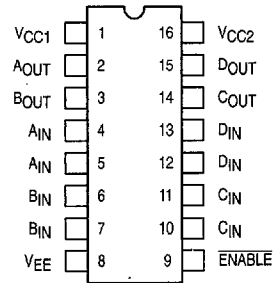 VCC1 1 16 VCC2
AOUT 2 15 DOUT
BOUT 3 14 COUT
AIN 4 13 DIN
AIN 5 12 DIN
BIN 6 11 CIN
BIN 7 10 CIN
VEE 8 9 ENABLE